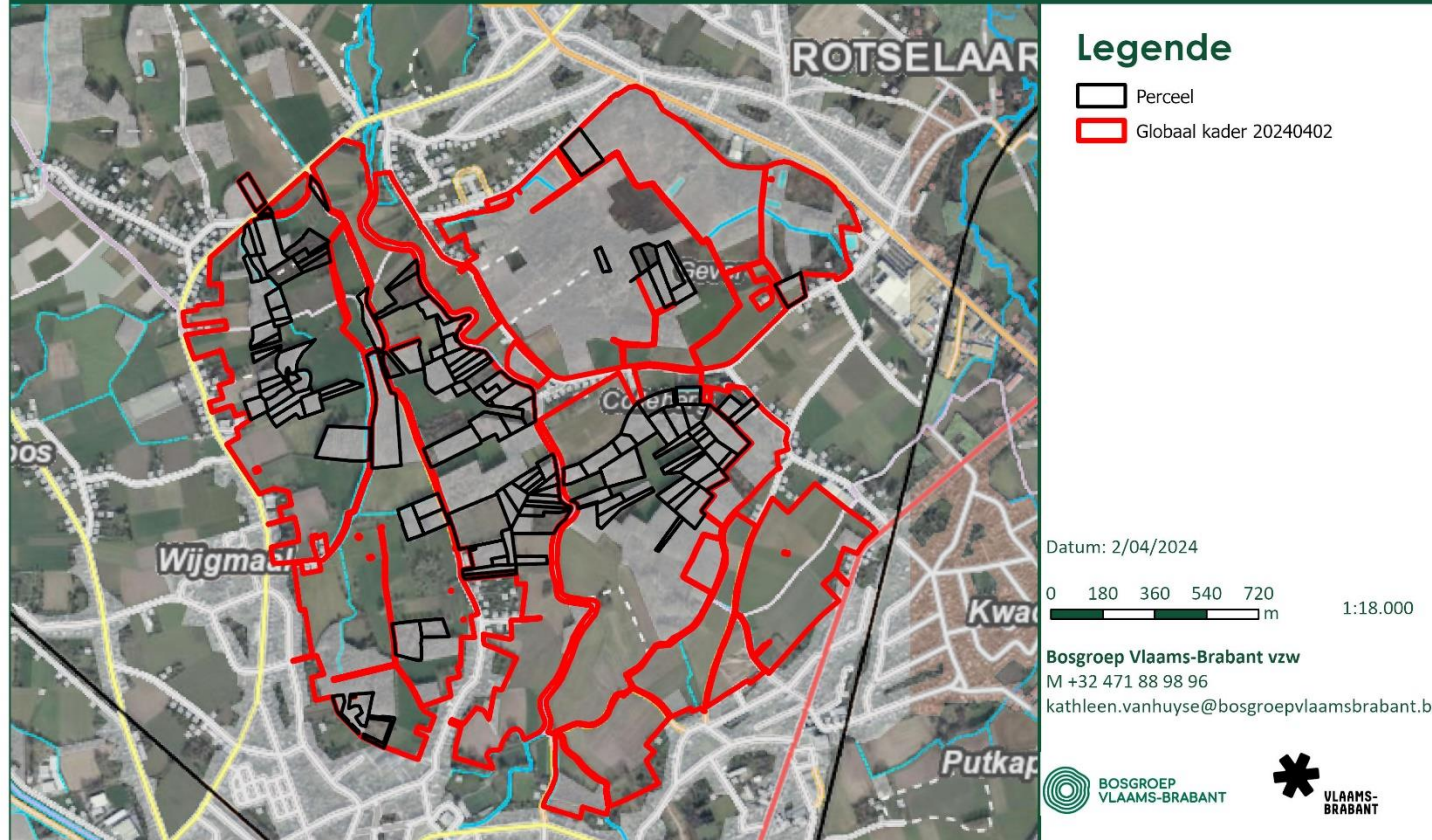 ROTSELAAR
Gever
Wijgmaal
Kwa
Putkap
Legende
Perceel
Globaal kader 20240402
Datum: 2/04/2024
0 180 360 540 720
m
1:18.000
Bosgroep Vlaams-Brabant vzw
M +32 471 88 98 96
kathleen.vanhuyse@bosgroepvlaamsbrabant.b
BOSGROEP
VLAAMS-BRABANT
VLAAMS-
BRABANT